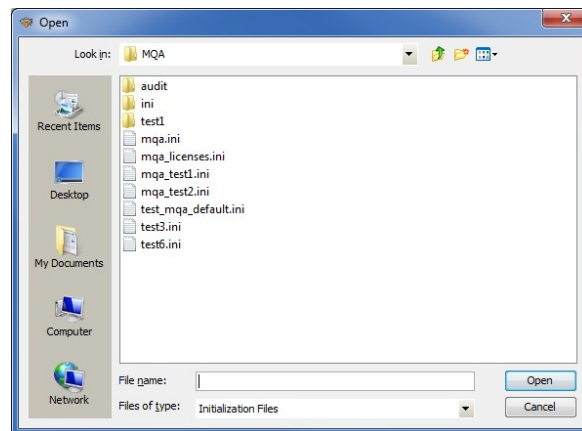 Open
Look in: MQA
audit
ini
test1
mqa.ini
mqa_licenses.ini
mqa_test1.ini
mqa_test2.ini
test_mqa_default.ini
test3.ini
test6.ini
Recent Items
Desktop
My Documents
Computer
Network
File name:
Open
Files of type: Initialization Files
Cancel